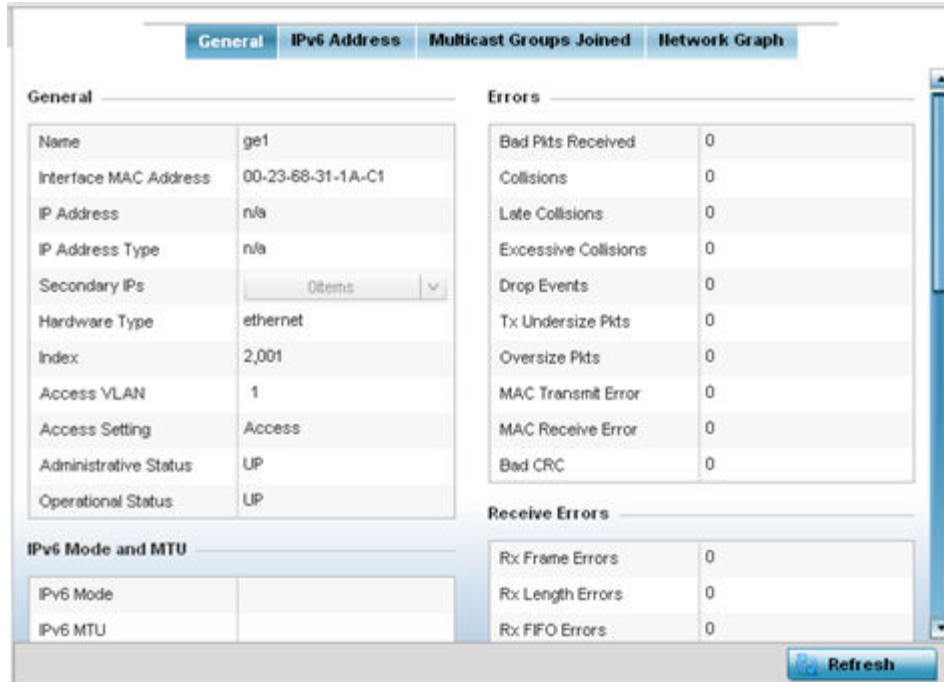 General IPv6 Address Multicast Groups Joined Network Graph
General
Name ge1
Interface MAC Address 00-23-68-31-1A-C1
IP Address n/a
IP Address Type n/a
Secondary IPs 0items
Hardware Type ethernet
Index 2,001
Access VLAN 1
Access Setting Access
Administrative Status UP
Operational Status UP
IPv6 Mode and MTU
IPv6 Mode
IPv6 MTU
Errors
Bad Pkts Received 0
Collisions 0
Late Collisions 0
Excessive Collisions 0
Drop Events 0
Tx Undersize Pkts 0
Oversize Pkts 0
MAC Transmit Error 0
MAC Receive Error 0
Bad CRC 0
Receive Errors
Rx Frame Errors 0
Rx Length Errors 0
Rx FIFO Errors 0
Refresh